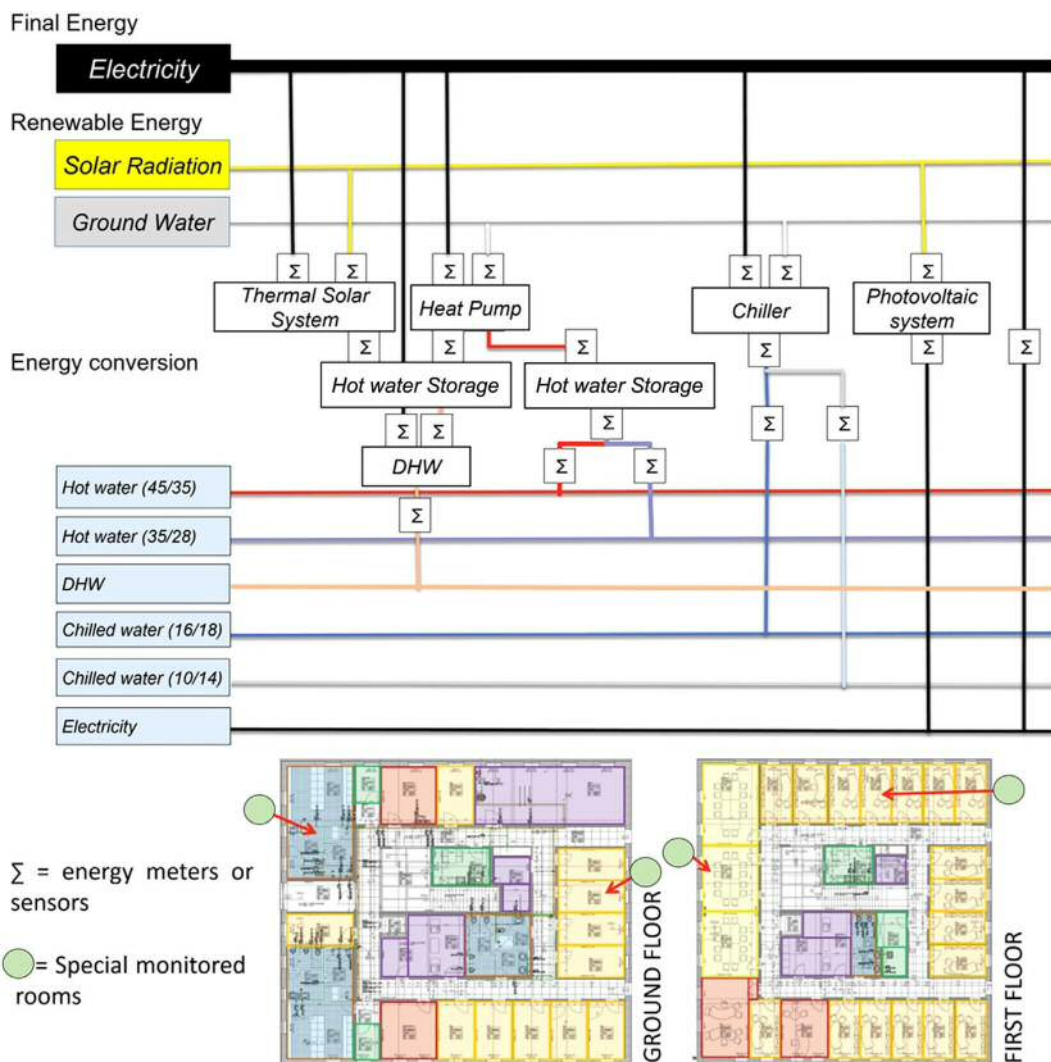 Final Energy
Electricity
Renewable Energy
Solar Radiation
Ground Water
Σ Σ Σ Σ Σ Σ Σ
Thermal Solar
System
Heat Pump
Chiller
Photovoltaic
system
Σ Σ Σ Σ Σ Σ
Energy conversion
Hot water Storage
Hot water Storage
Σ Σ Σ Σ Σ
DHW
Σ Σ
Hot water (45/35)
Σ
Hot water (35/28)
DHW
Chilled water (16/18)
Chilled water (10/14)
Electricity
∑ = energy meters or
sensors
= Special monitored
rooms
GROUND FLOOR
FIRST FLOOR